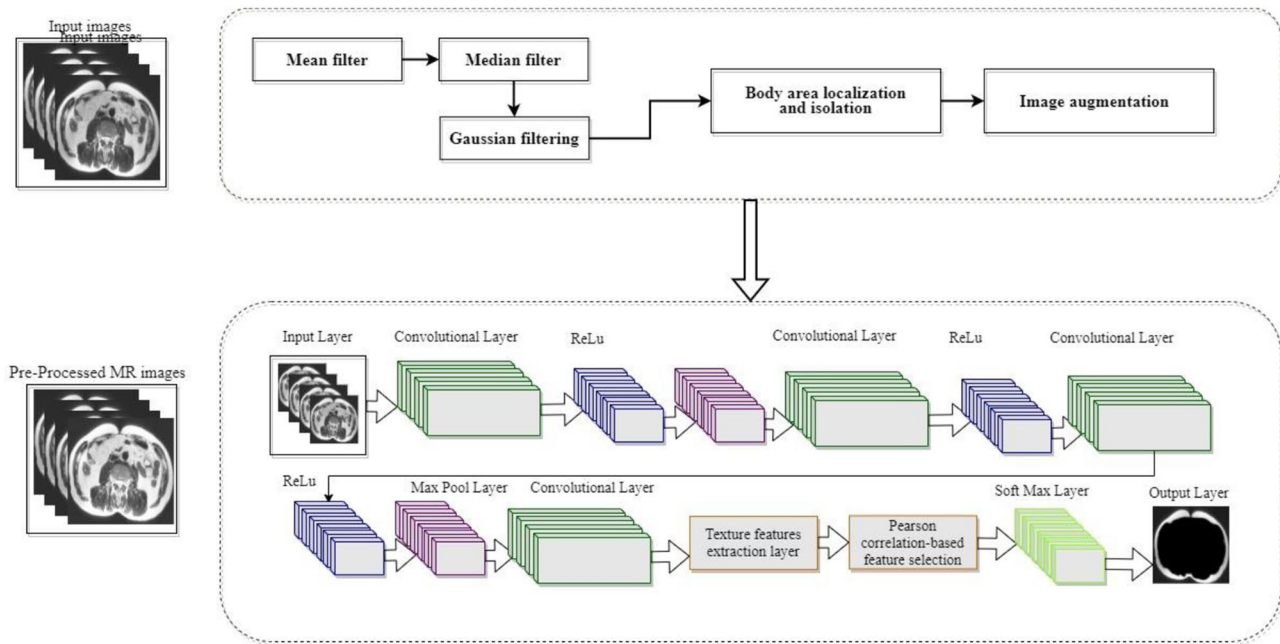 Input images
Input images
Mean filter
Median filter
Gaussian filtering
Body area localization
and isolation
Image augmentation
Pre-Processed MR images
Input Layer
Convolutional Layer
ReLu
Convolutional Layer
ReLu
Convolutional Layer
ReLu
Max Pool Layer
Convolutional Layer
Texture features
extraction layer
Pearson
correlation-based
feature selection
Soft Max Layer
Output Layer